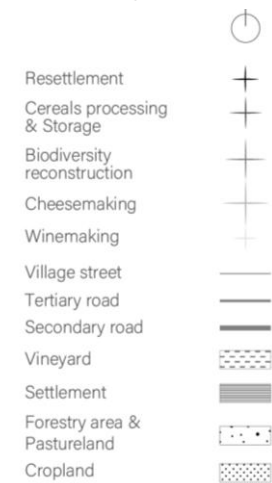 Resettlement
Cereals processing
& Storage
Biodiversity
reconstruction
Cheesemaking
Winemaking
Village street
Tertiary road
Secondary road
Vineyard
Settlement
Forestry area &
Pastureland
Cropland